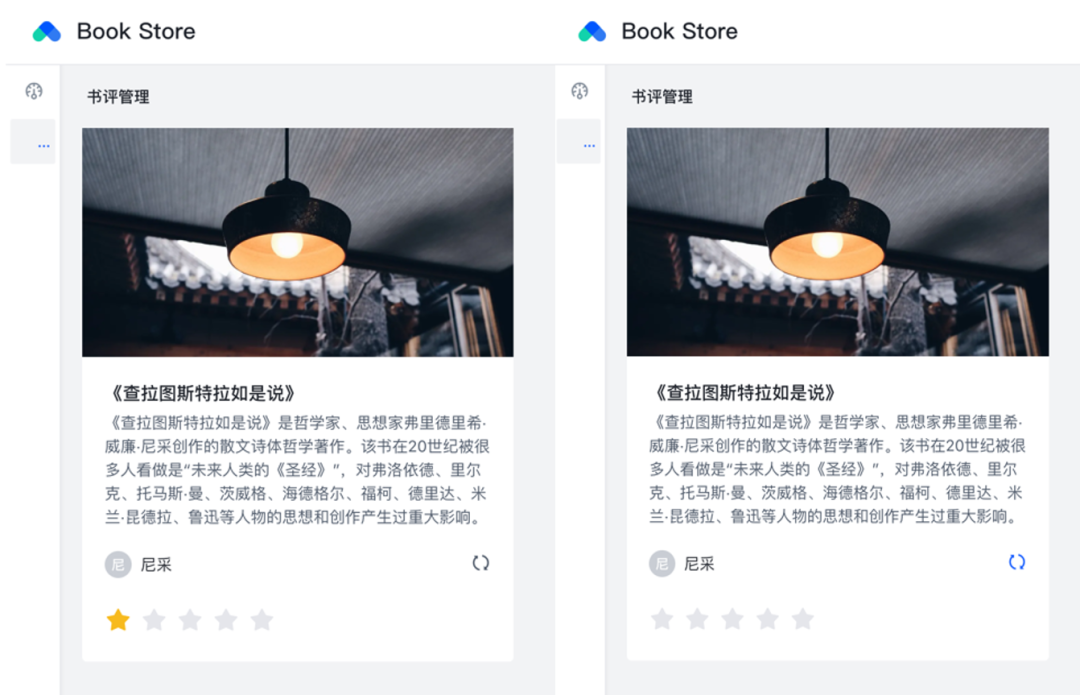 Book Store
书评管理
...
《查拉图斯特拉如是说》
《查拉图斯特拉如是说》是哲学家、思想家弗里德里希·
威廉·尼采创作的散文诗体哲学著作。该书在20世纪被很
多人看做是“未来人类的《圣经》”，对弗洛依德、里尔
克、托马斯·曼、茨威格、海德格尔、福柯、德里达、米
兰·昆德拉、鲁迅等人物的思想和创作产生过重大影响。
尼 尼采
Book Store
书评管理
...
《查拉图斯特拉如是说》
《查拉图斯特拉如是说》是哲学家、思想家弗里德里希·
威廉·尼采创作的散文诗体哲学著作。该书在20世纪被很
多人看做是“未来人类的《圣经》”，对弗洛依德、里尔
克、托马斯·曼、茨威格、海德格尔、福柯、德里达、米
兰·昆德拉、鲁迅等人物的思想和创作产生过重大影响。
尼 尼采